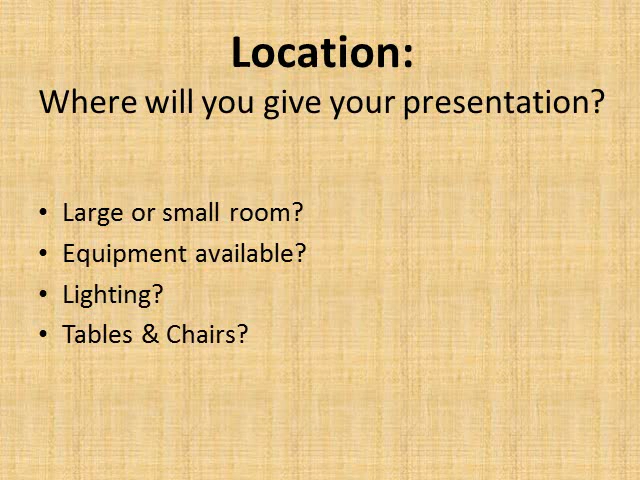 Location:
Where will you give your presentation?
• Large or small room?
• Equipment available?
• Lighting?
• Tables & Chairs?